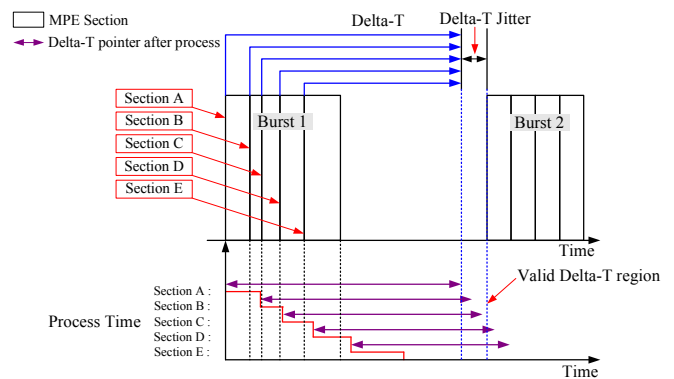 MPE Section
Delta-T
Delta-T Jitter
Delta-T pointer after process
Section A
Section B
Section C
Section D
Section E
Burst 1
Burst 2
Time
Valid Delta-T region
Process Time
Section A :
Section B :
Section C :
Section D :
Section E :
Time